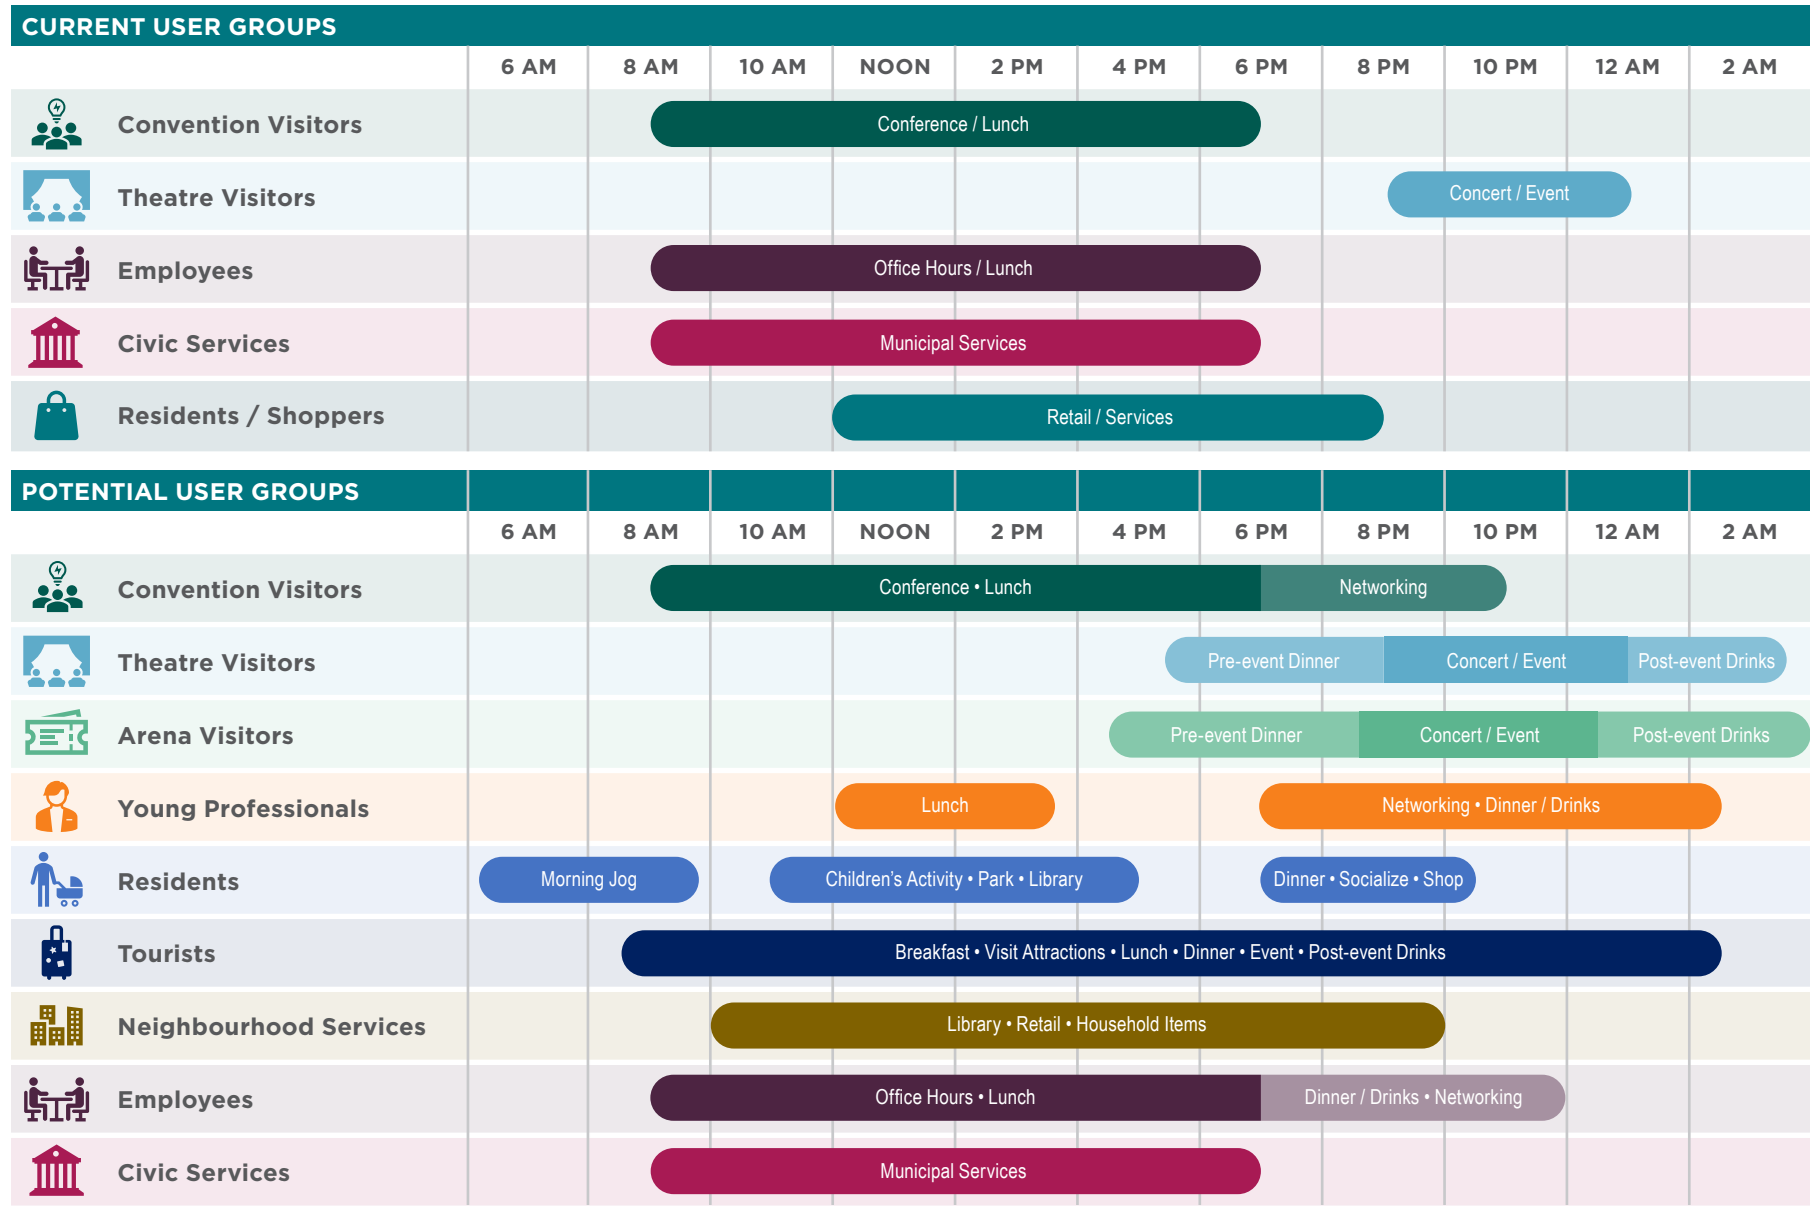 CURRENT USER GROUPS
6 AM 8 AM 10 AM NOON 2 PM 4 PM 6 PM 8 PM 10 PM 12 AM 2 AM
Convention Visitors Conference / Lunch
Theatre Visitors Concert / Event
Employees Office Hours / Lunch
Civic Services Municipal Services
Residents / Shoppers Retail / Services
POTENTIAL USER GROUPS
6 AM 8 AM 10 AM NOON 2 PM 4 PM 6 PM 8 PM 10 PM 12 AM 2 AM
Convention Visitors Conference • Lunch Networking
Theatre Visitors Pre-event Dinner Concert / Event Post-event Drinks
Arena Visitors Pre-event Dinner Concert / Event Post-event Drinks
Young Professionals Lunch Networking • Dinner / Drinks
Residents Morning Jog Children's Activity • Park • Library Dinner • Socialize • Shop
Tourists Breakfast • Visit Attractions • Lunch • Dinner • Event • Post-event Drinks
Neighbourhood Services Library • Retail • Household Items
Employees Office Hours • Lunch Dinner / Drinks • Networking
Civic Services Municipal Services